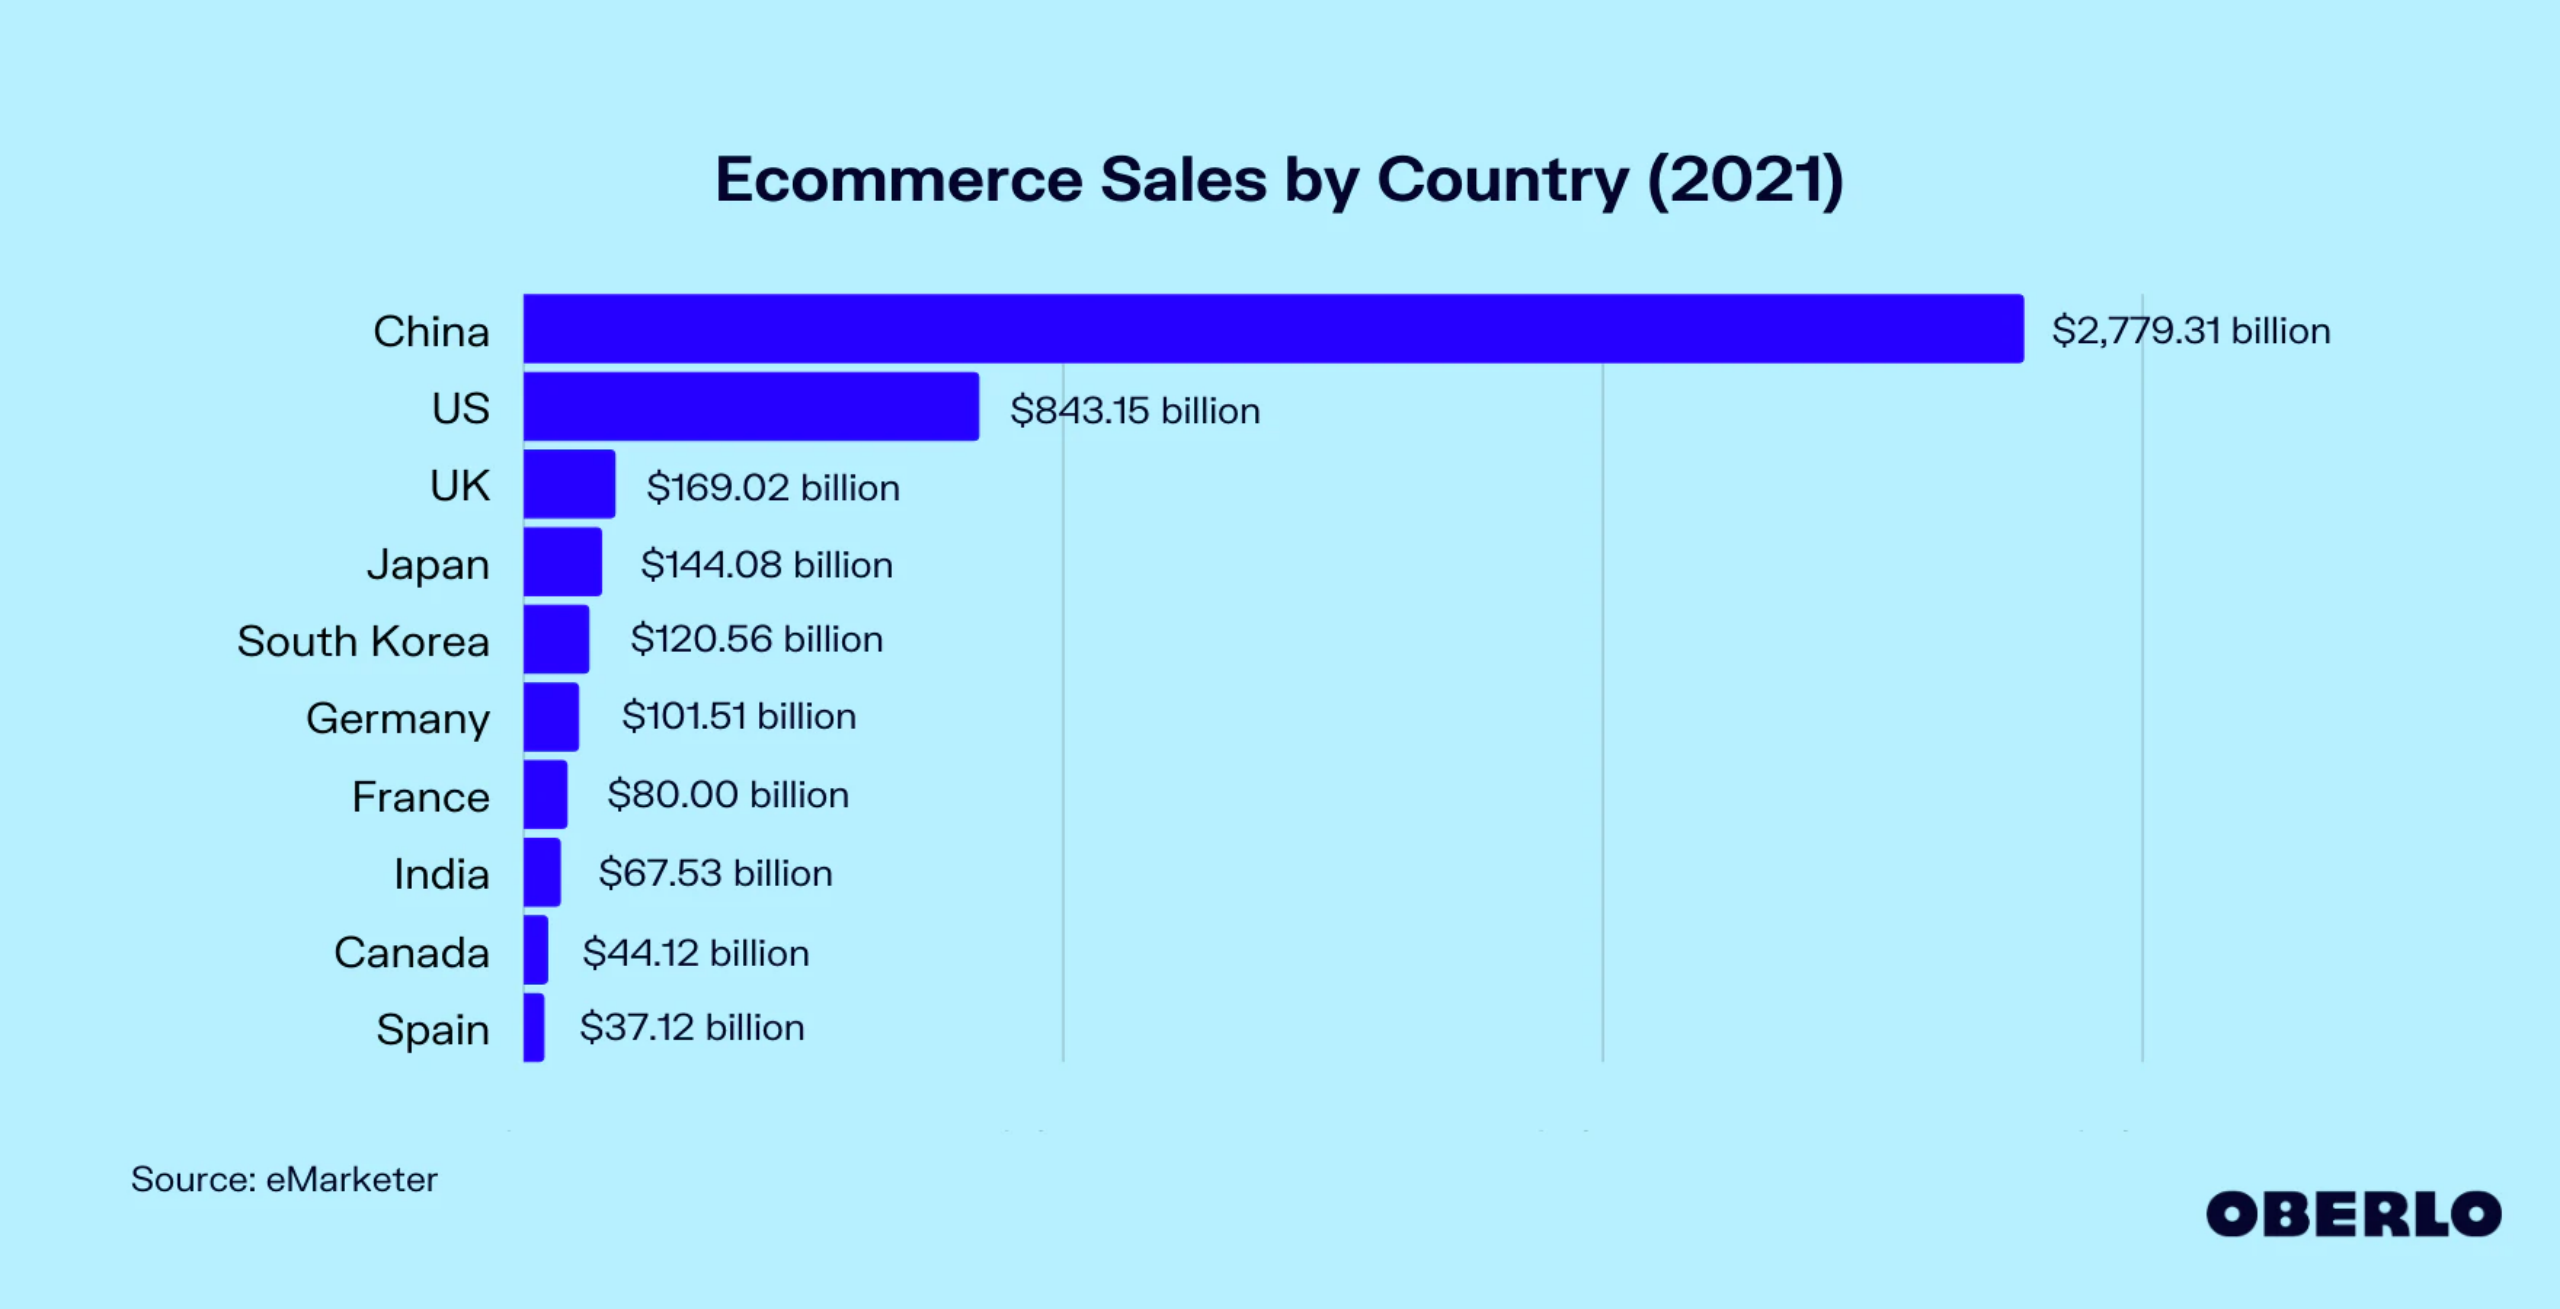 Ecommerce Sales by Country (2021)
China $2,779.31 billion
US $843.15 billion
UK $169.02 billion
Japan $144.08 billion
South Korea $120.56 billion
Germany $101.51 billion
France $80.00 billion
India $67.53 billion
Canada $44.12 billion
Spain $37.12 billion
Source: eMarketer
OBERLO